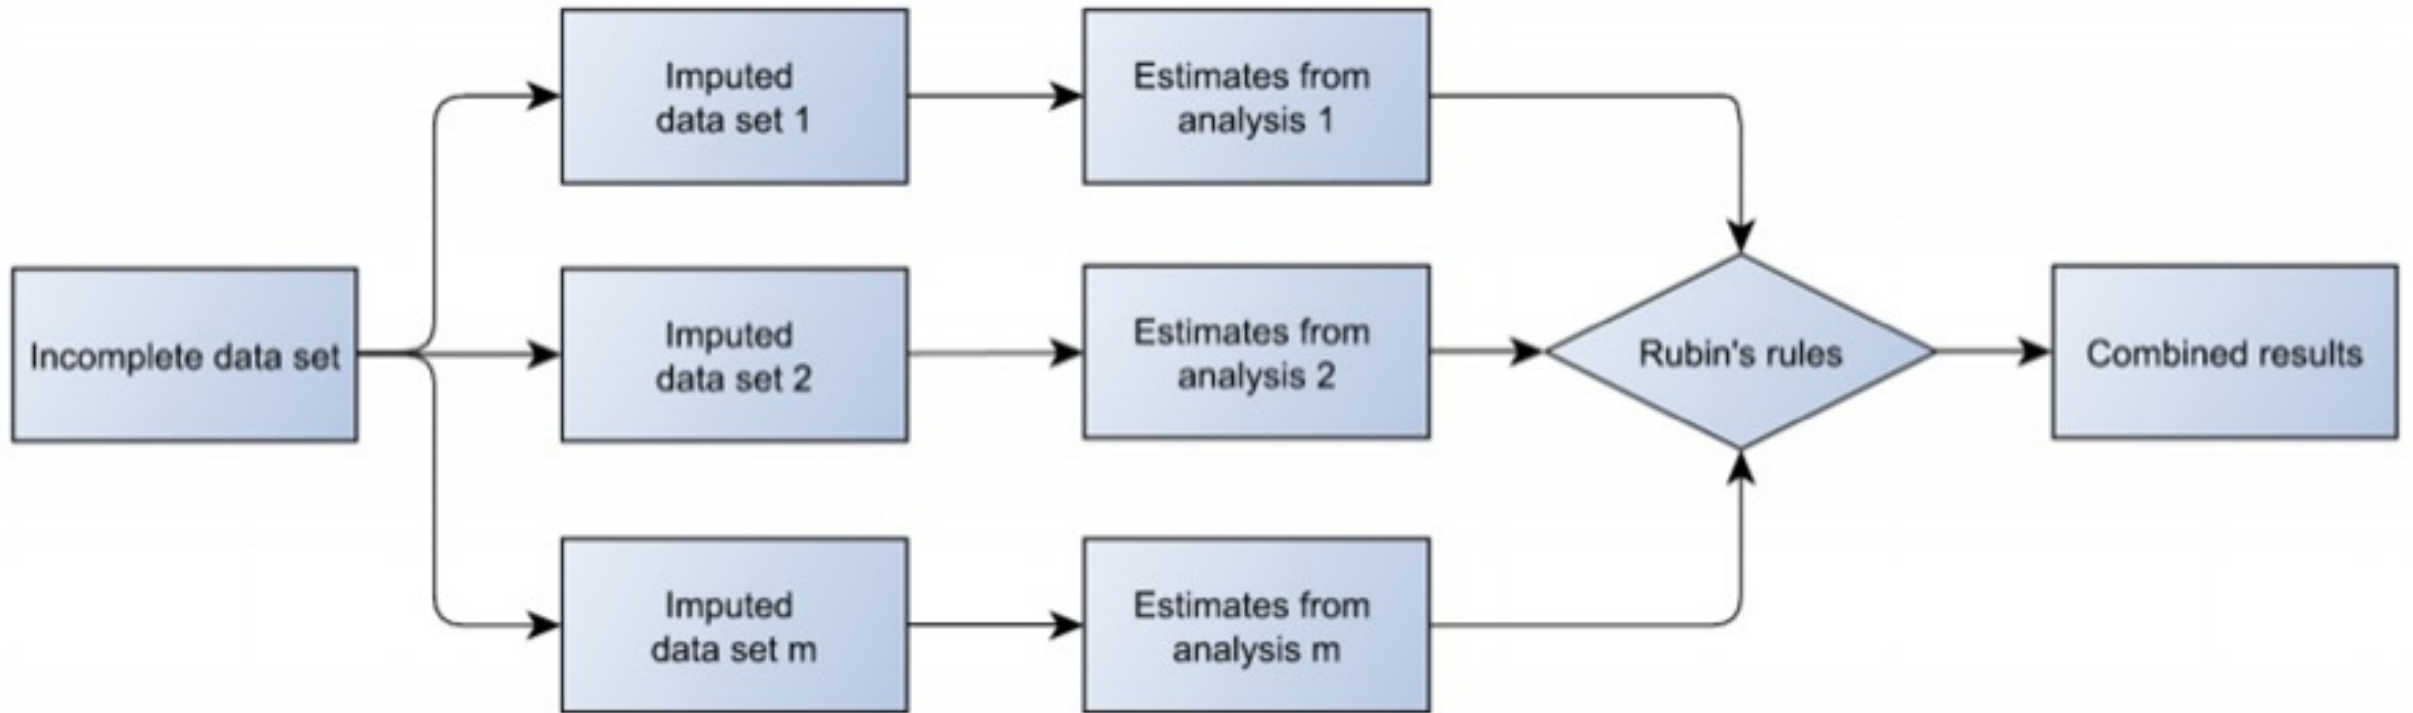 Imputed
data set 1
Estimates from
analysis 1
Incomplete data set
Imputed
data set 2
Estimates from
analysis 2
Rubin's rules
Combined results
Imputed
data set m
Estimates from
analysis m